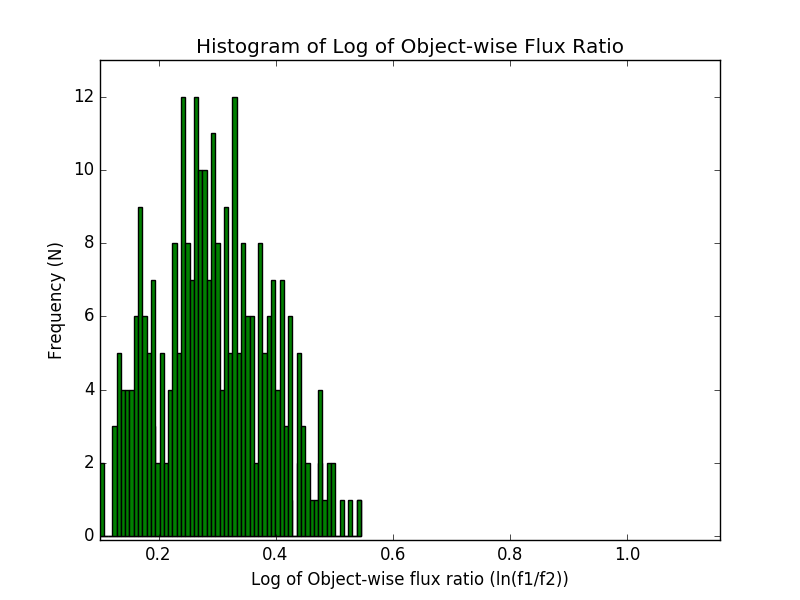 Histogram of Log of Object-wise Flux Ratio
12
10
8
6
4
2
0
Frequency (N)
0.2 0.4 0.6 0.8 1.0
Log of Object-wise flux ratio (ln(f1/f2))